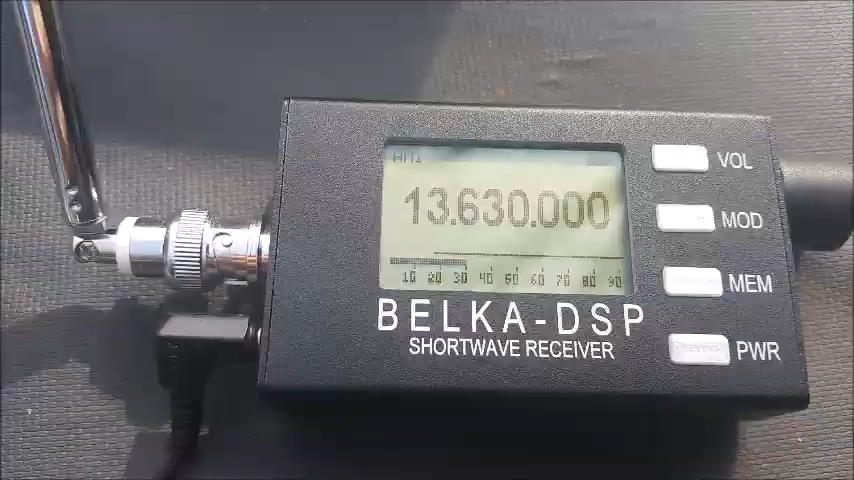 VOL
13.630.000
MOD
10 20 30 40 50 60 70 80 90
MEM
BELKA-DSP
SHORTWAVE RECEIVER
PWR